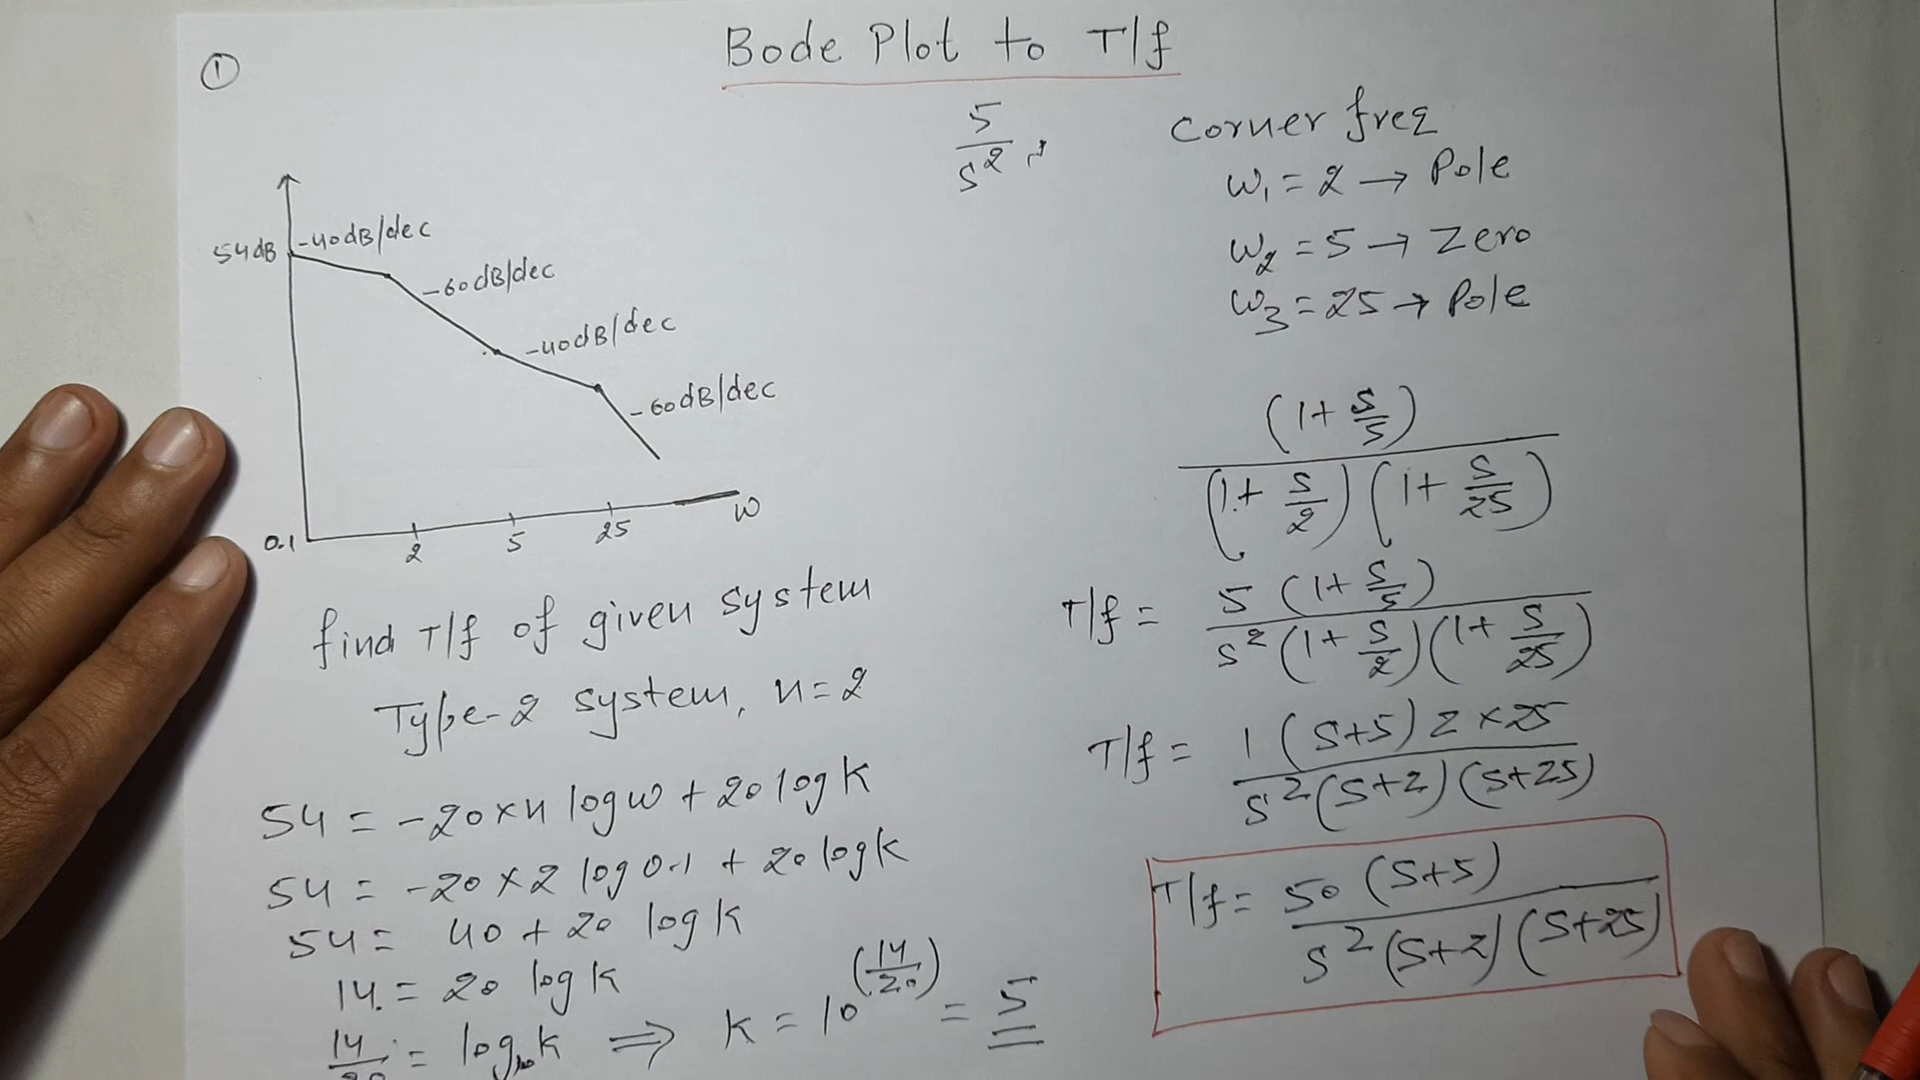 ①
Bode Plot to T/f
54dB
-40dB/dec
-60dB/dec
-40dB/dec
-60dB/dec
0.1
2
5
25
ω
find T/f of given system
Type-2 system, n=2
54 = -20×n logω + 20 log K
54 = -20×2 log 0.1 + 20 log K
54 = 40 + 20 log K
14 = 20 log K
14/20 = log₁₀K ⇒ K = 10^(14/20) = 5
5/s²
Corner freq
ω₁ = 2 → Pole
ω₂ = 5 → Zero
ω₃ = 25 → Pole
(1+ s/5)
(1+ s/2) (1+ s/25)
T/f = 5 (1+ s/5)
s² (1+ s/2) (1+ s/25)
T/f = 1 (s+5) 2×25
s² (s+2) (s+25)
T/f = 50 (s+5)
s² (s+2) (s+25)